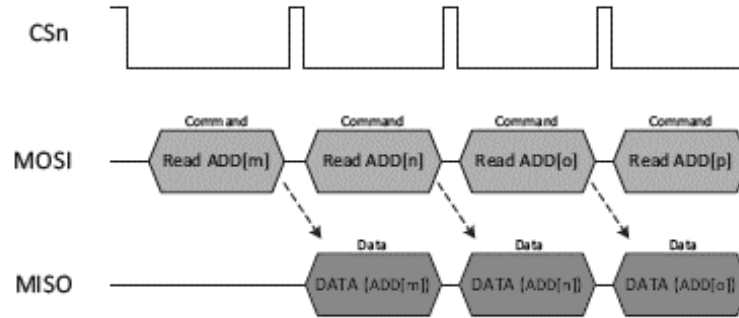 CSn
Command Command Command Command
MOSI Read ADD[m] Read ADD[n] Read ADD[o] Read ADD[p]
Data Data Data
MISO DATA (ADD[m]) DATA (ADD[n]) DATA (ADD[o])